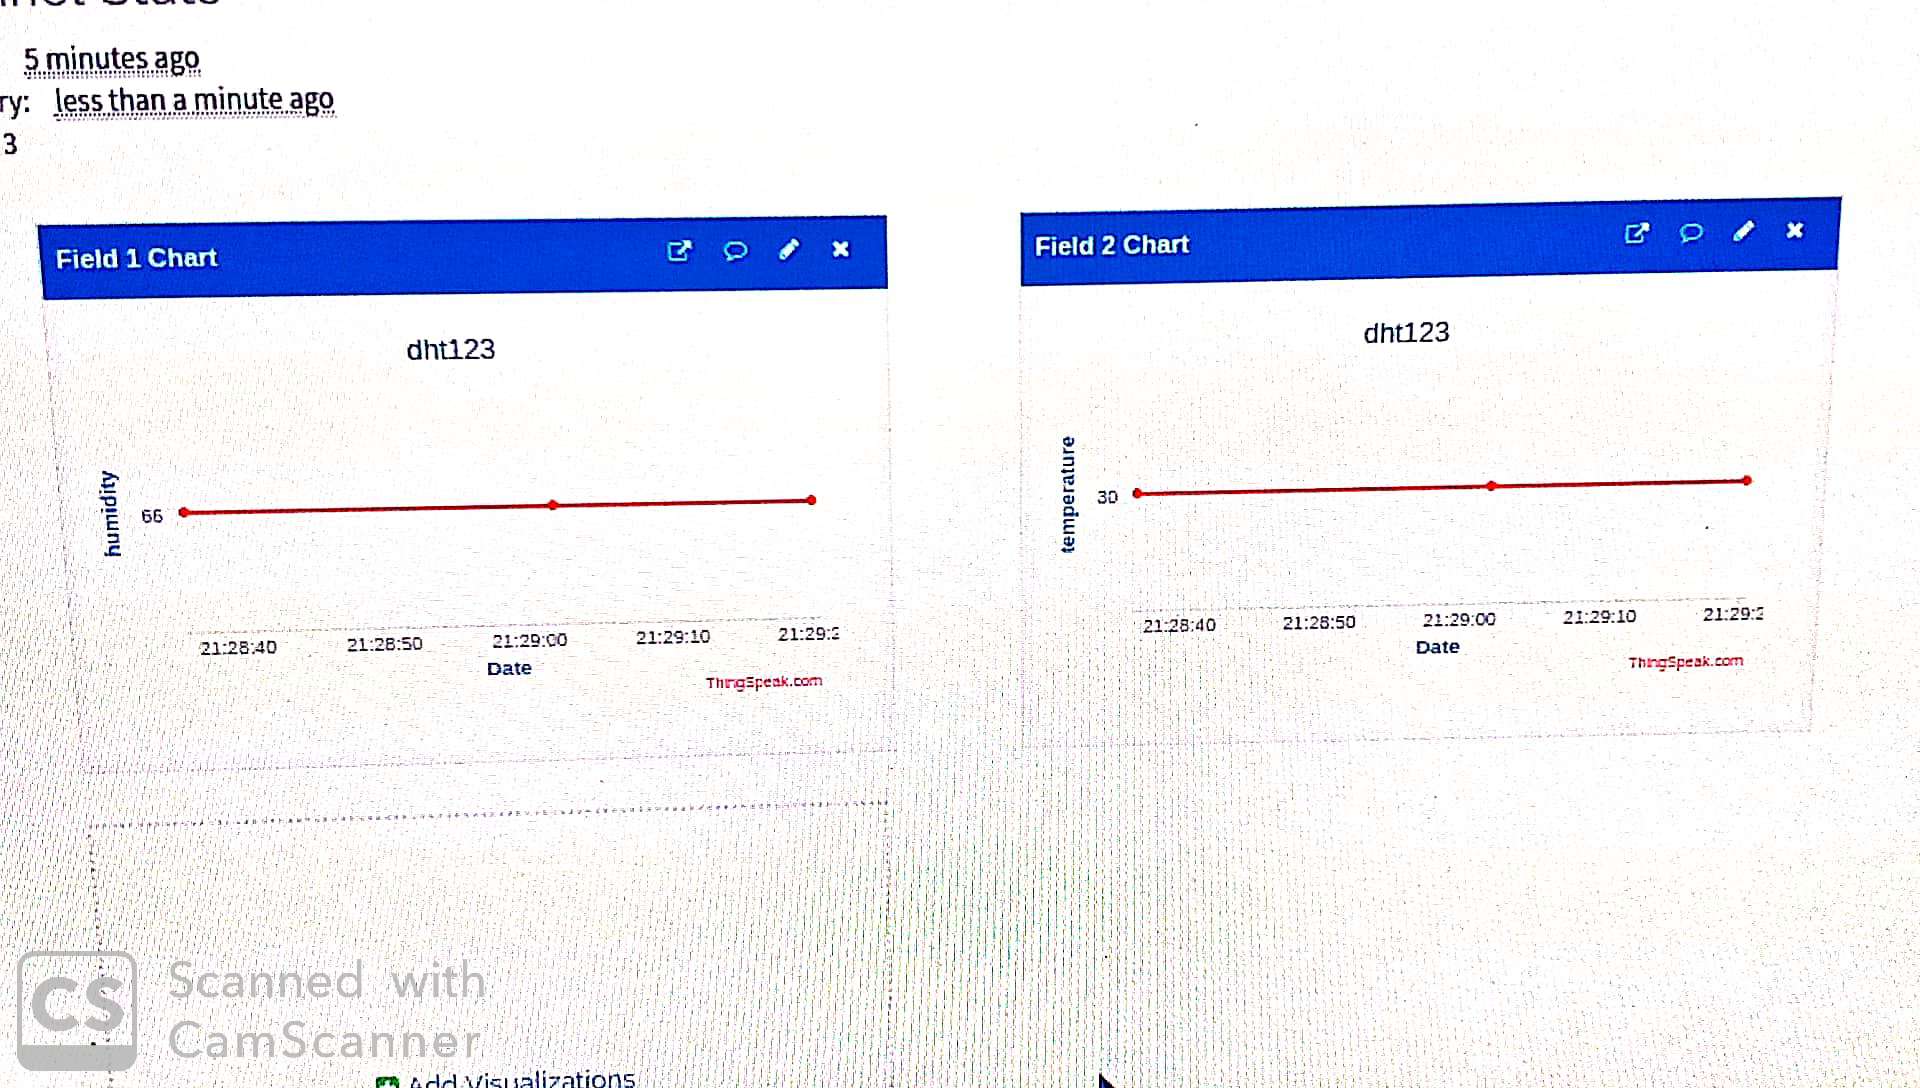 5 minutes ago
ry: less than a minute ago
3
Field 1 Chart
dht123
humidity
66
21:28:40 21:28:50 21:29:00 21:29:10 21:29:2
Date
ThingSpeak.com
Field 2 Chart
dht123
temperature
30
21:28:40 21:28:50 21:29:00 21:29:10 21:29:2
Date
ThingSpeak.com
Add Visualizations
CS
Scanned with
CamScanner